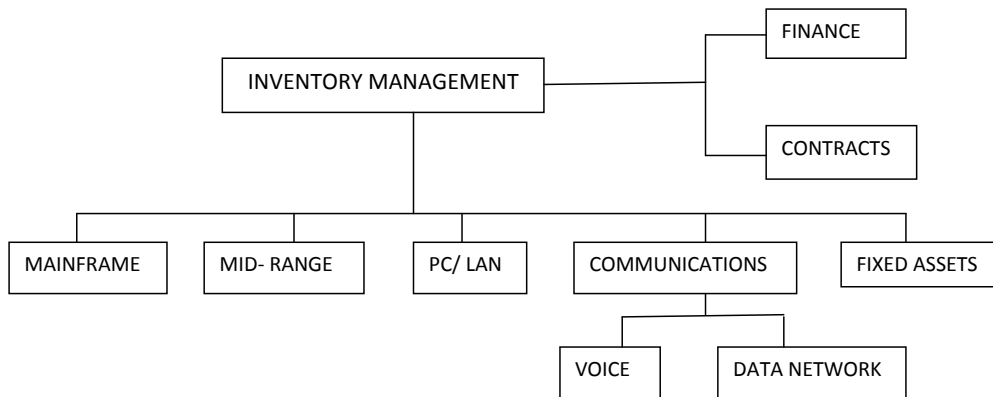 FINANCE
INVENTORY MANAGEMENT
CONTRACTS
MAINFRAME
MID- RANGE
PC/ LAN
COMMUNICATIONS
FIXED ASSETS
VOICE
DATA NETWORK